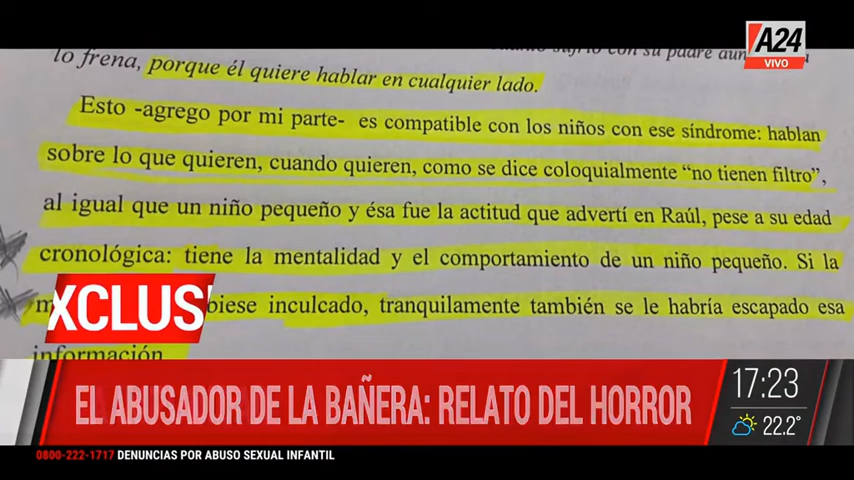 lo frena, porque él quiere hablar en cualquier lado.
Esto -agrego por mi parte- es compatible con los niños con ese síndrome: hablan
sobre lo que quieren, cuando quieren, como se dice coloquialmente “no tienen filtro”,
al igual que un niño pequeño y ésa fue la actitud que advertí en Raúl, pese a su edad
cronológica: tiene la mentalidad y el comportamiento de un niño pequeño. Si la
inculcado, tranquilamente también se le habría escapado esa
información
A24
VIVO
EXCLUS
EL ABUSADOR DE LA BAÑERA: RELATO DEL HORROR
17:23
22.2°
0800-222-1717 DENUNCIAS POR ABUSO SEXUAL INFANTIL